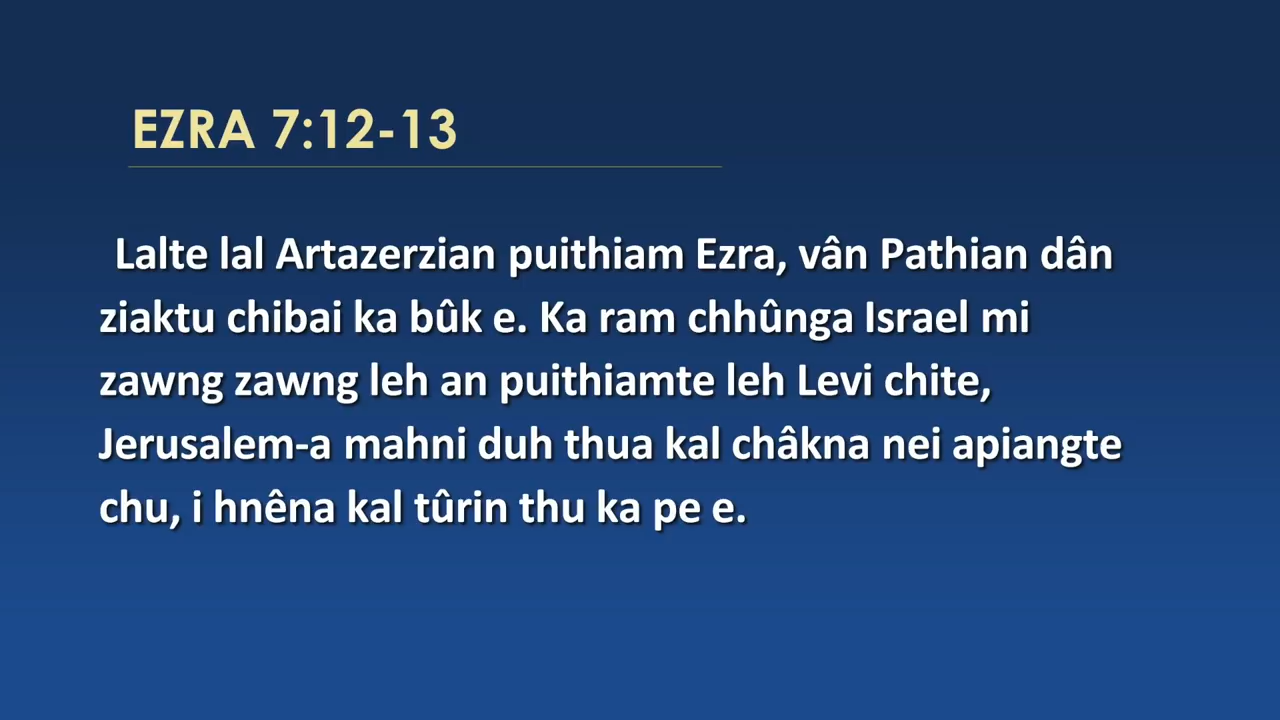 EZRA 7:12-13
Lalte lal Artazerzian puithiam Ezra, vân Pathian dân
ziaktu chibai ka bûk e. Ka ram chhûnga Israel mi
zawng zawng leh an puithiamte leh Levi chite,
Jerusalem-a mahni duh thua kal châkna nei apiangte
chu, i hnêna kal tûrin thu ka pe e.